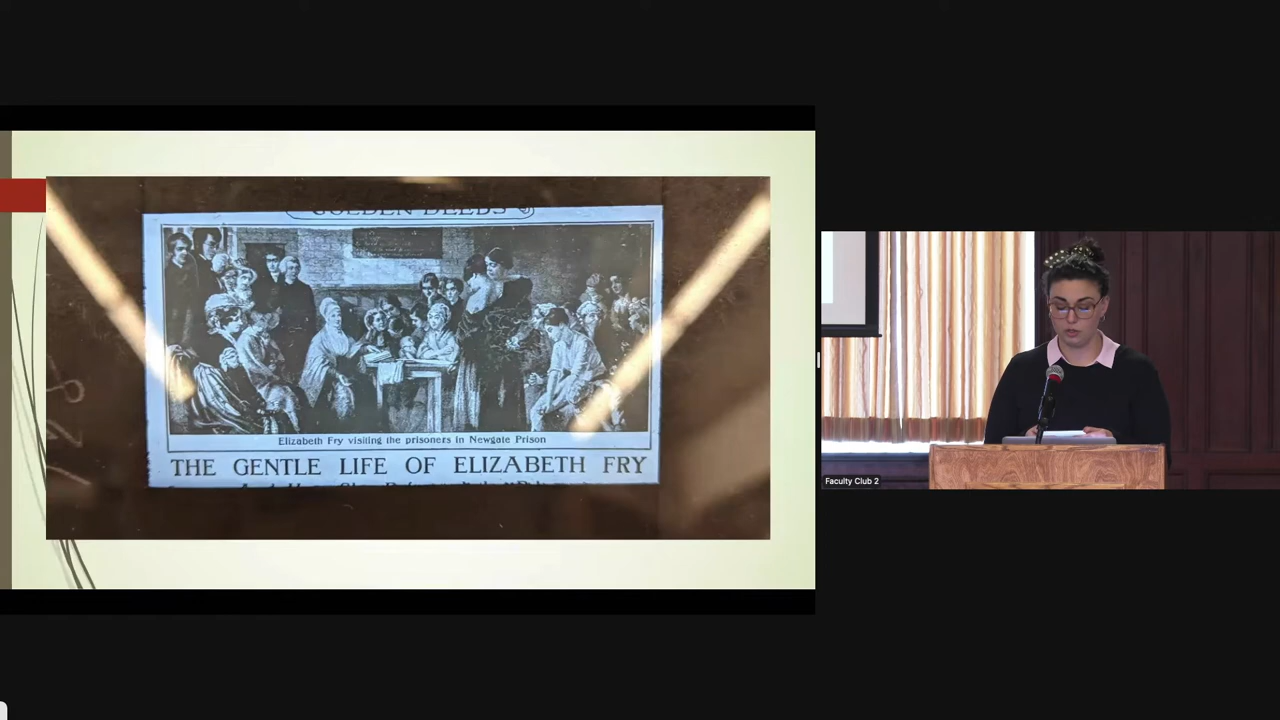 GOLDEN DEEDS
Elizabeth Fry visiting the prisoners in Newgate Prison
THE GENTLE LIFE OF ELIZABETH FRY
Faculty Club 2